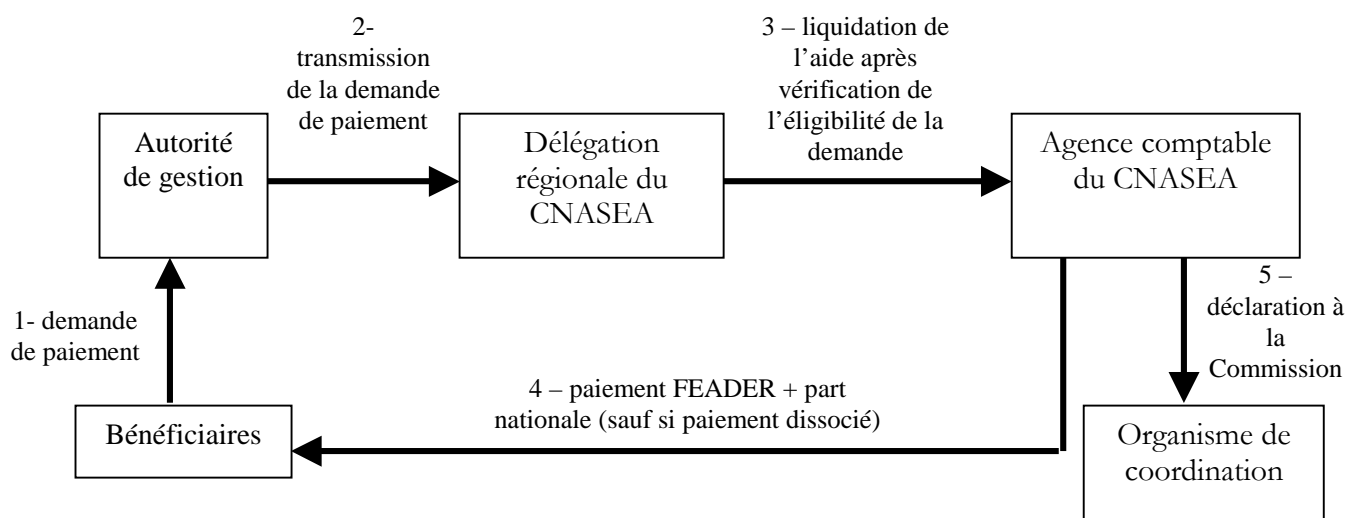 2-
transmission
de la demande
de paiement
3 – liquidation de
l’aide après
vérification de
l’éligibilité de la
demande
Autorité
de gestion
Délégation
régionale du
CNASEA
Agence comptable
du CNASEA
1- demande
de paiement
5 –
déclaration à
la
Commission
4 – paiement FEADER + part
nationale (sauf si paiement dissocié)
Bénéficiaires
Organisme de
coordination